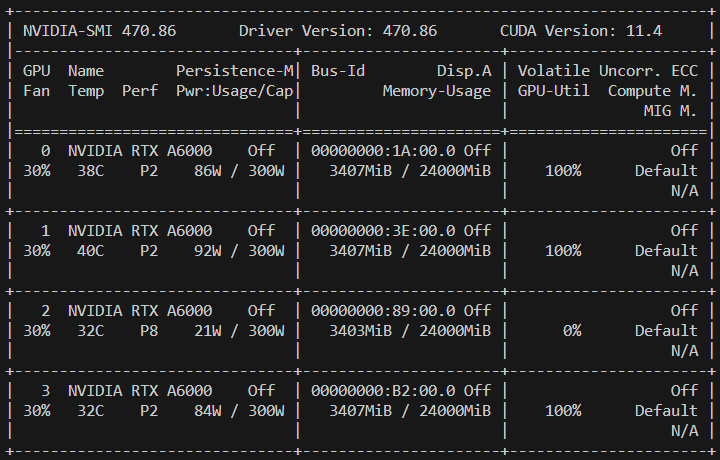 +-----------------------------------------------------------------------------+
| NVIDIA-SMI 470.86       Driver Version: 470.86       CUDA Version: 11.4     |
|-------------------------------+----------------------+----------------------+
| GPU  Name        Persistence-M| Bus-Id        Disp.A | Volatile Uncorr. ECC |
| Fan  Temp  Perf  Pwr:Usage/Cap|         Memory-Usage | GPU-Util  Compute M. |
|                               |                      |               MIG M. |
|===============================+======================+======================|
|   0  NVIDIA RTX A6000    Off  | 00000000:1A:00.0 Off |                  Off |
| 30%   38C    P2    86W / 300W |   3407MiB / 24000MiB |    100%      Default |
|                               |                      |                  N/A |
+-------------------------------+----------------------+----------------------+
|   1  NVIDIA RTX A6000    Off  | 00000000:3E:00.0 Off |                  Off |
| 30%   40C    P2    92W / 300W |   3407MiB / 24000MiB |    100%      Default |
|                               |                      |                  N/A |
+-------------------------------+----------------------+----------------------+
|   2  NVIDIA RTX A6000    Off  | 00000000:89:00.0 Off |                  Off |
| 30%   32C    P8    21W / 300W |   3403MiB / 24000MiB |      0%      Default |
|                               |                      |                  N/A |
+-------------------------------+----------------------+----------------------+
|   3  NVIDIA RTX A6000    Off  | 00000000:B2:00.0 Off |                  Off |
| 30%   32C    P2    84W / 300W |   3407MiB / 24000MiB |    100%      Default |
|                               |                      |                  N/A |
+-------------------------------+----------------------+----------------------+